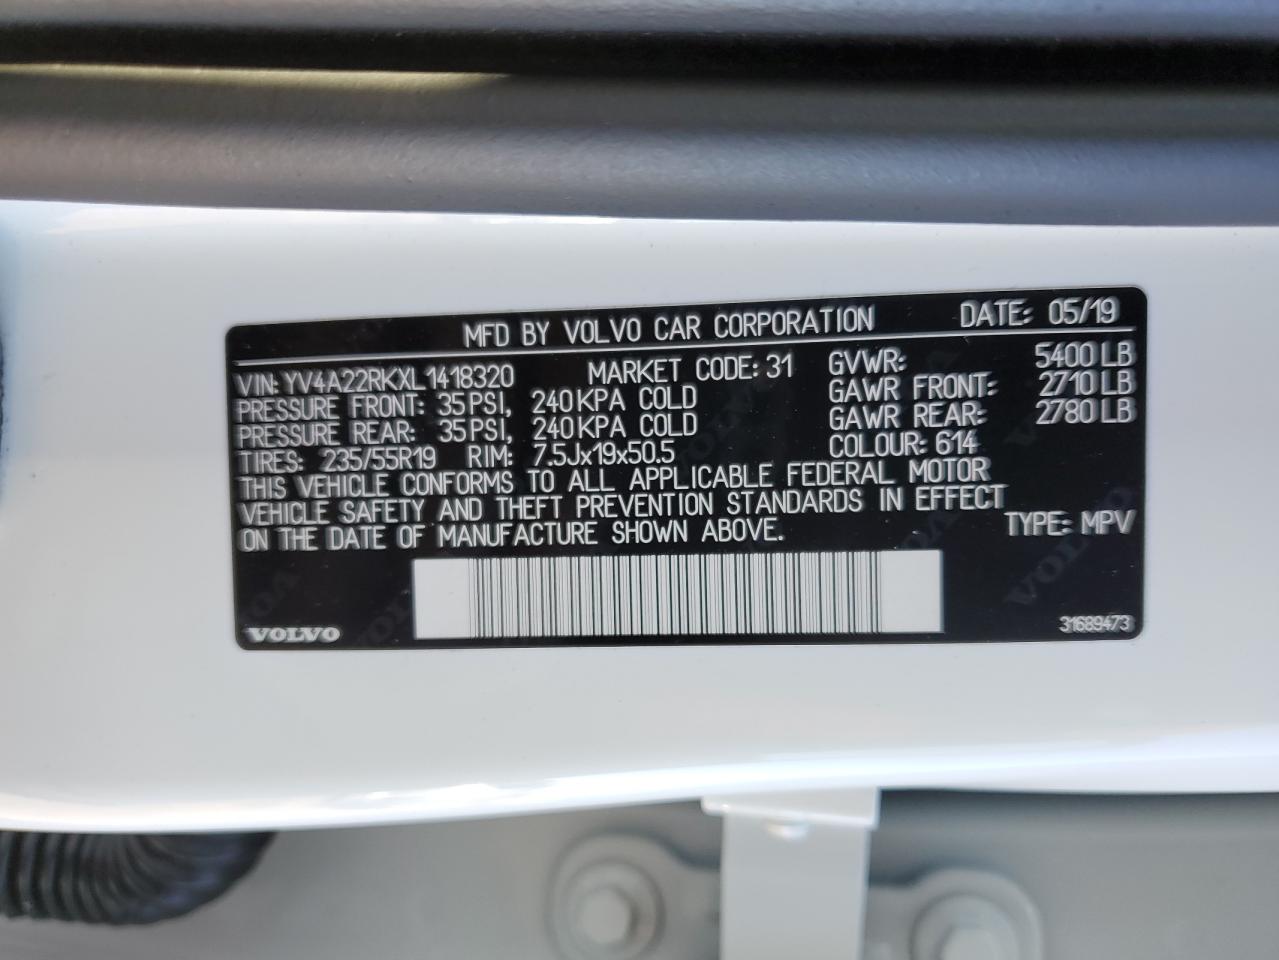 MFD BY VOLVO CAR CORPORATION DATE: 05/19
VIN: YV4A22RKXL1418320 MARKET CODE: 31 GVWR: 5400 LB
PRESSURE FRONT: 35 PSI, 240 KPA COLD GAWR FRONT: 2710 LB
PRESSURE REAR: 35 PSI, 240 KPA COLD GAWR REAR: 2780 LB
TIRES: 235/55R19 RIM: 7.5Jx19x50.5 COLOUR: 614
THIS VEHICLE CONFORMS TO ALL APPLICABLE FEDERAL MOTOR
VEHICLE SAFETY AND THEFT PREVENTION STANDARDS IN EFFECT
ON THE DATE OF MANUFACTURE SHOWN ABOVE. TYPE: MPV
VOLVO 31689473